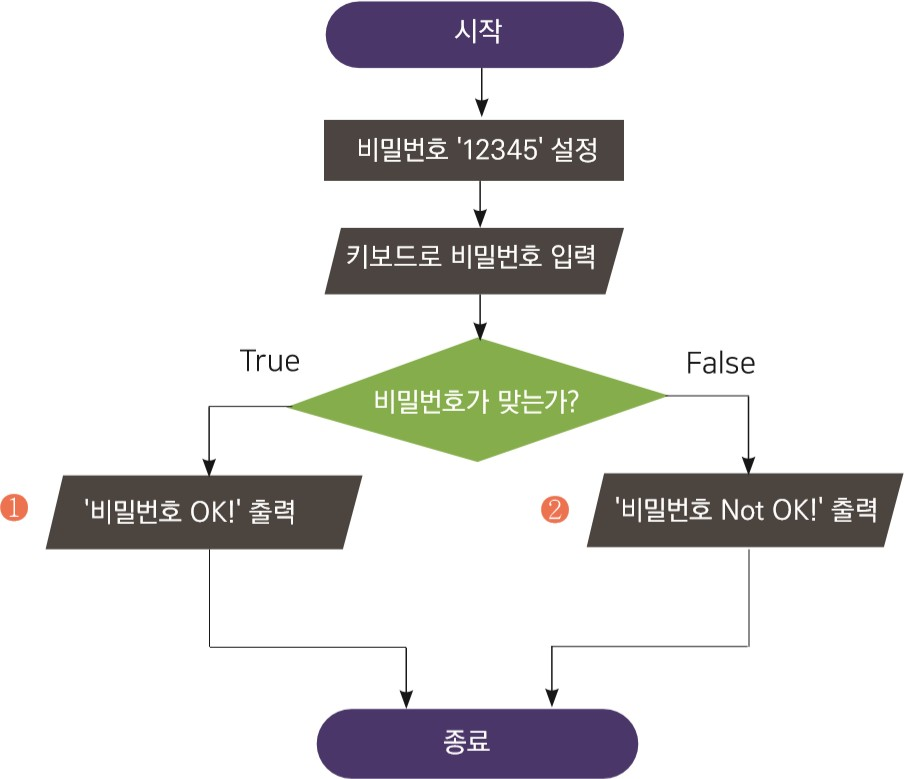 시작
비밀번호 '12345' 설정
키보드로 비밀번호 입력
True
False
비밀번호가 맞는가?
❶ '비밀번호 OK!' 출력
❷ '비밀번호 Not OK!' 출력
종료